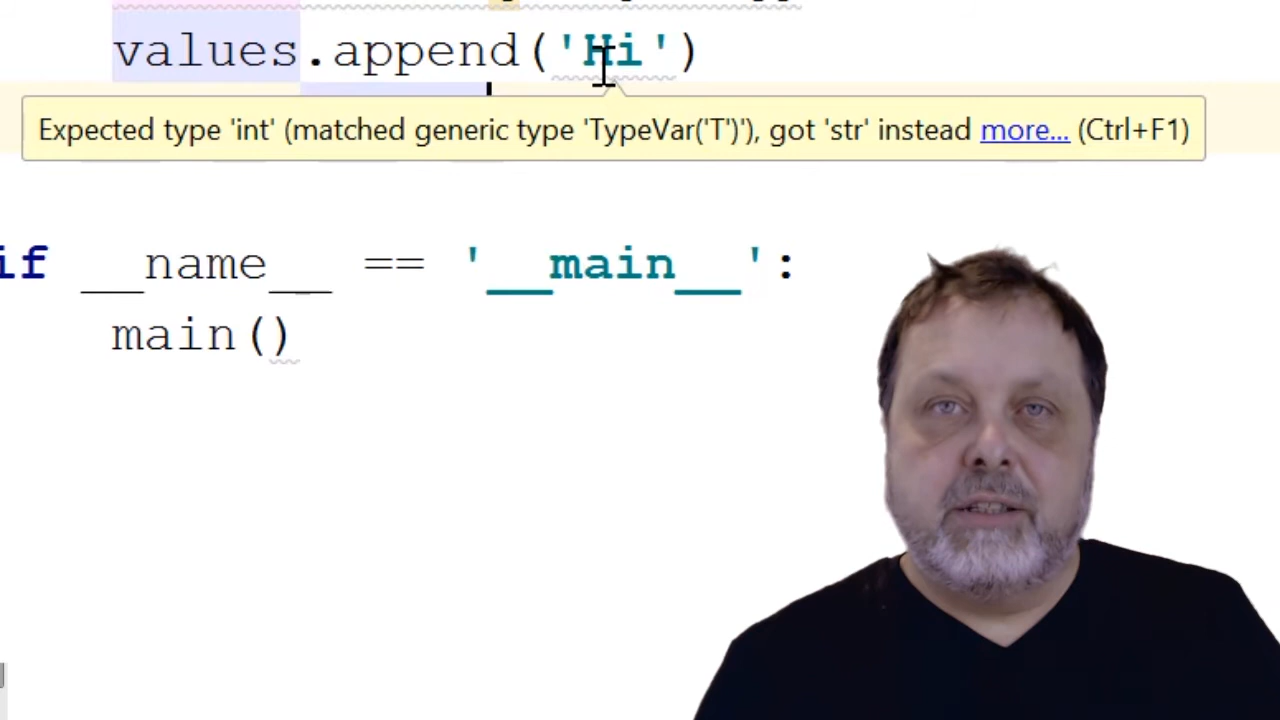 values.append('Hi')
Expected type 'int' (matched generic type 'TypeVar('T')'), got 'str' instead more... (Ctrl+F1)
if __name__ == '__main__':
main()